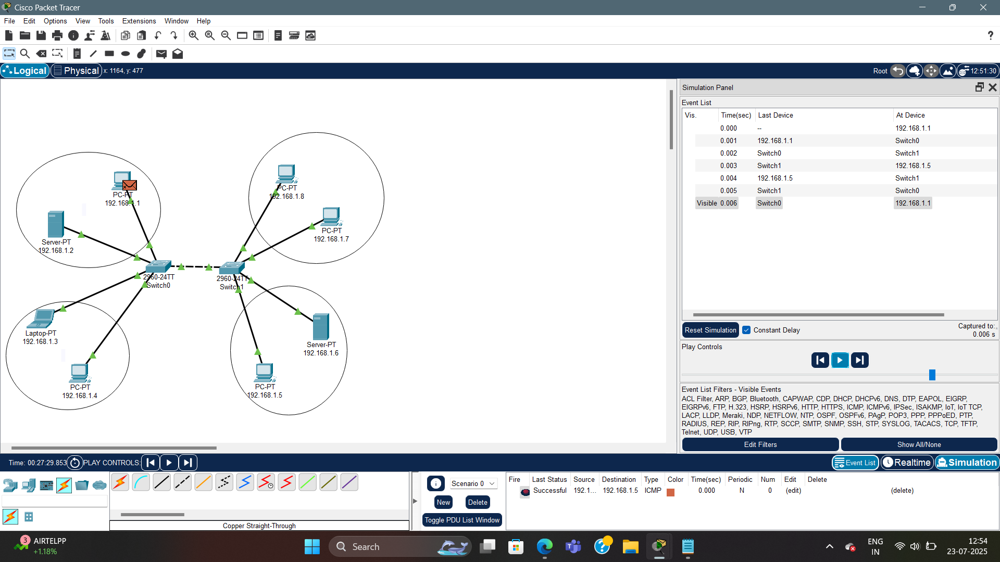 Cisco Packet Tracer
File Edit Options View Tools Extensions Window Help
?
Logical Physical x: 1164, y: 477
Root 12:51:30
PC-PT
192.168.1.1
Server-PT
192.168.1.2
2960-24TT
Switch0
Laptop-PT
192.168.1.3
PC-PT
192.168.1.4
PC-PT
192.168.1.8
PC-PT
192.168.1.7
2960-24TT
Switch1
Server-PT
192.168.1.6
PC-PT
192.168.1.5
Simulation Panel
Event List
Vis. Time(sec) Last Device At Device
0.000 -- 192.168.1.1
0.001 192.168.1.1 Switch0
0.002 Switch0 Switch1
0.003 Switch1 192.168.1.5
0.004 192.168.1.5 Switch1
0.005 Switch1 Switch0
Visible 0.006 Switch0 192.168.1.1
Reset Simulation Constant Delay
Captured to:
0.006 s
Play Controls
Event List Filters - Visible Events
ACL Filter, ARP, BGP, Bluetooth, CAPWAP, CDP, DHCP, DHCPv6, DNS, DTP, EAPOL, EIGRP,
EIGRPv6, FTP, H.323, HSRP, HSRPv6, HTTP, HTTPS, ICMP, ICMPv6, IPSec, ISAKMP, IoT, IoT TCP,
LACP, LLDP, Meraki, NDP, NETFLOW, NTP, OSPF, OSPFv6, PAgP, POP3, PPP, PPPoED, PTP,
RADIUS, REP, RIP, RIPng, RTP, SCCP, SMTP, SNMP, SSH, STP, SYSLOG, TACACS, TCP, TFTP,
Telnet, UDP, USB, VTP
Edit Filters Show All/None
Time: 00:27:29.853 PLAY CONTROLS:
Event List Realtime Simulation
Scenario 0
New Delete
Toggle PDU List Window
Fire Last Status Source Destination Type Color Time(sec) Periodic Num Edit Delete
Successful 192.1... 192.168.1.5 ICMP 0.000 N 0 (edit) (delete)
Copper Straight-Through
3 AIRTELPP
+1.18%
Search
ENG
IN
12:54
23-07-2025